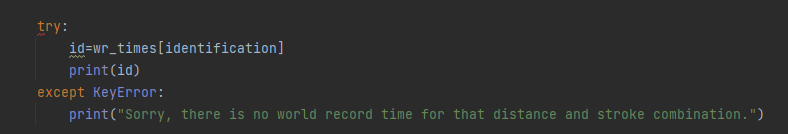 try:
    id=wr_times[identification]
    print(id)
except KeyError:
    print("Sorry, there is no world record time for that distance and stroke combination.")